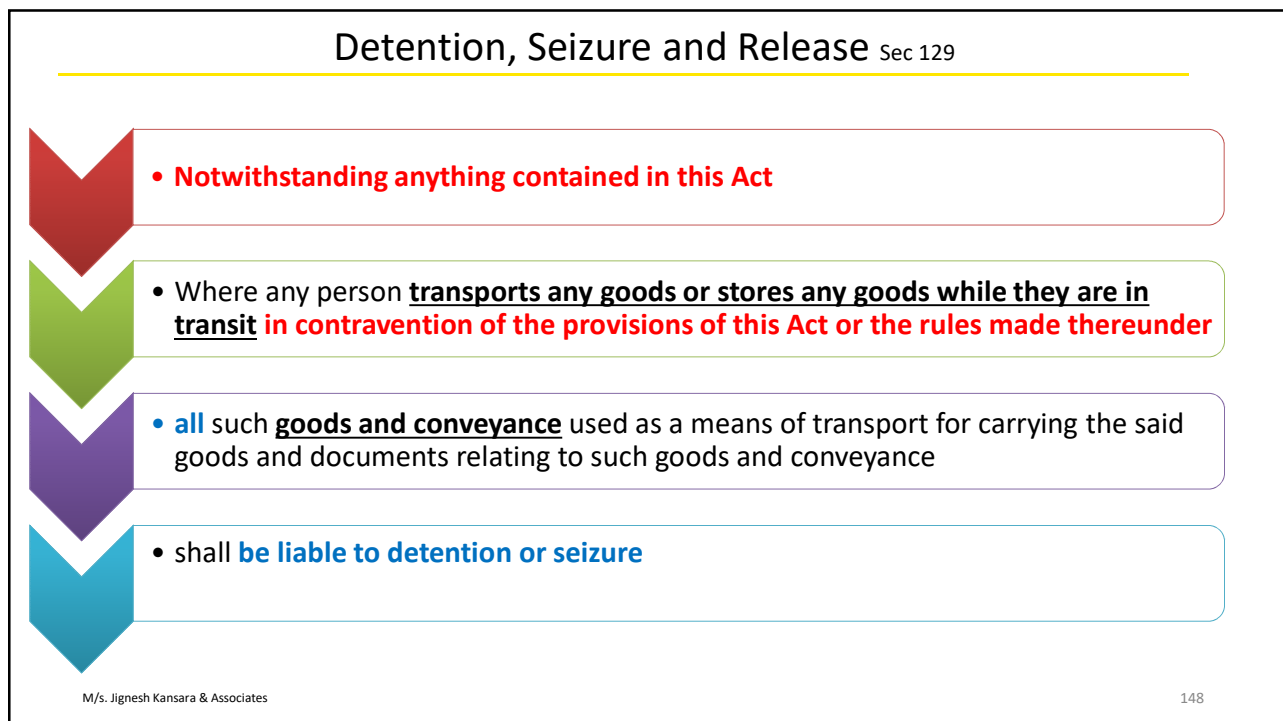 Detention, Seizure and Release Sec 129
• Notwithstanding anything contained in this Act
• Where any person transports any goods or stores any goods while they are in
transit in contravention of the provisions of this Act or the rules made thereunder
• all such goods and conveyance used as a means of transport for carrying the said
goods and documents relating to such goods and conveyance
• shall be liable to detention or seizure
M/s. Jignesh Kansara & Associates
148